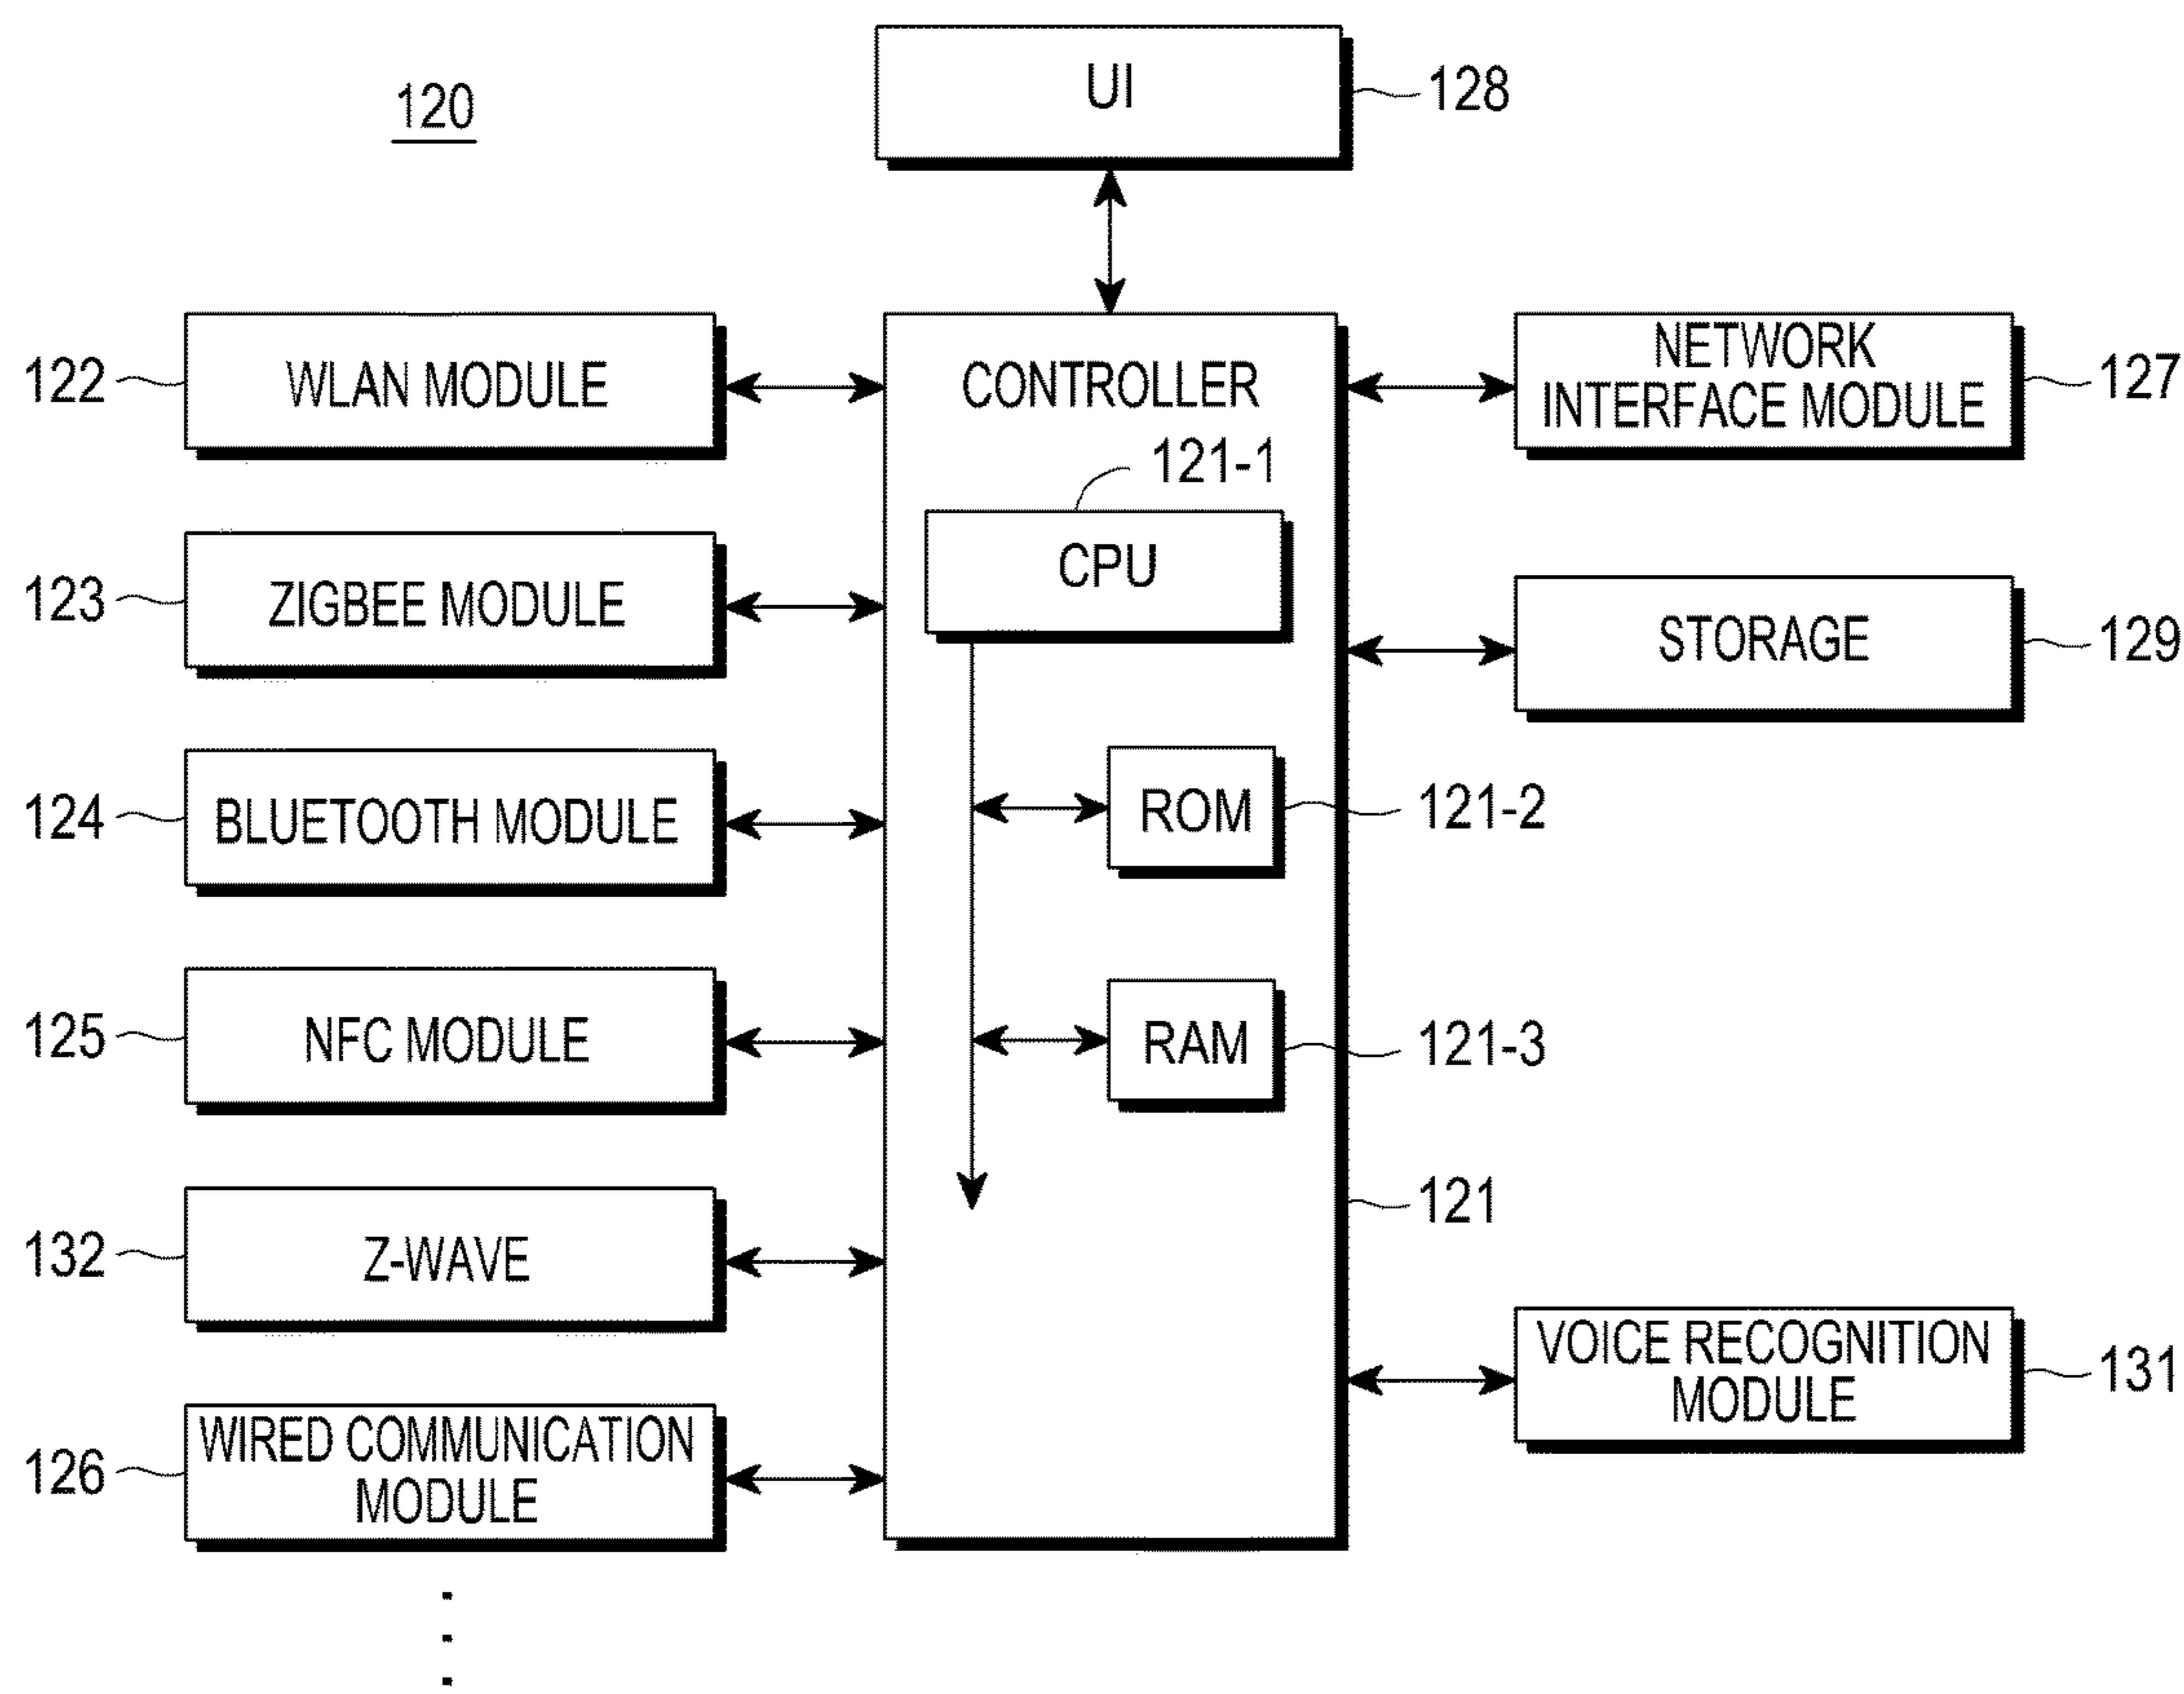 120
UI
128
122
WLAN MODULE
CONTROLLER
NETWORK
INTERFACE MODULE
127
121-1
CPU
123
ZIGBEE MODULE
STORAGE
129
124
BLUETOOTH MODULE
ROM
121-2
125
NFC MODULE
RAM
121-3
121
132
Z-WAVE
VOICE RECOGNITION
MODULE
131
126
WIRED COMMUNICATION
MODULE